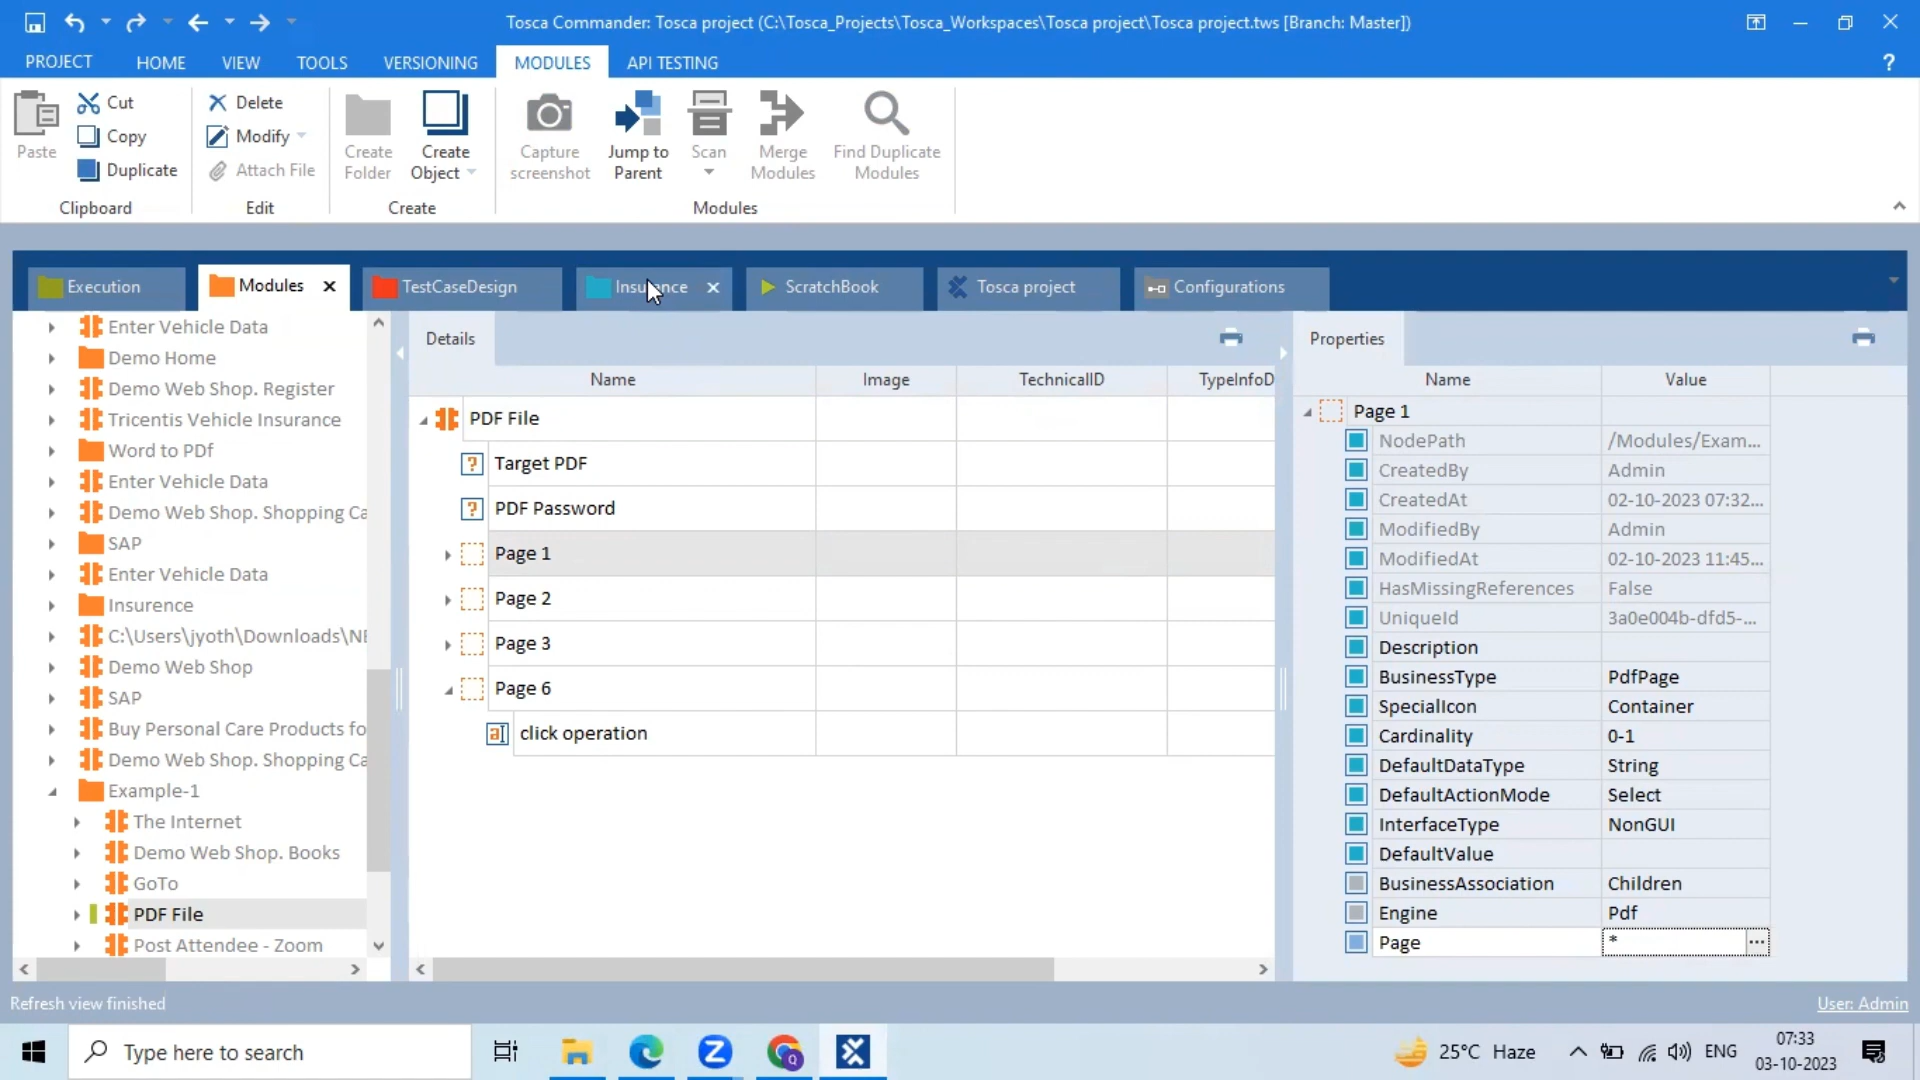 Tosca Commander: Tosca project (C:\Tosca_Projects\Tosca_Workspaces\Tosca project\Tosca project.tws [Branch: Master])
PROJECT HOME VIEW TOOLS VERSIONING MODULES API TESTING ?
Paste
Cut
Copy
Duplicate
Clipboard
Delete
Modify
Attach File
Edit
Create Folder
Create Object
Create
Capture screenshot
Jump to Parent
Scan
Merge Modules
Find Duplicate Modules
Modules
Execution
Modules
TestCaseDesign
Insurence
ScratchBook
Tosca project
Configurations
Enter Vehicle Data
Demo Home
Demo Web Shop. Register
Tricentis Vehicle Insurance
Word to PDf
Enter Vehicle Data
Demo Web Shop. Shopping Ca
SAP
Enter Vehicle Data
Insurence
C:\Users\jyoth\Downloads\NE
Demo Web Shop
SAP
Buy Personal Care Products fo
Demo Web Shop. Shopping Ca
Example-1
The Internet
Demo Web Shop. Books
GoTo
PDF File
Post Attendee - Zoom
Details
Name Image TechnicalID TypeInfoD
PDF File
? Target PDF
? PDF Password
Page 1
Page 2
Page 3
Page 6
a] click operation
Properties
Name Value
Page 1
NodePath /Modules/Exam...
CreatedBy Admin
CreatedAt 02-10-2023 07:32...
ModifiedBy Admin
ModifiedAt 02-10-2023 11:45...
HasMissingReferences False
UniqueId 3a0e004b-dfd5-...
Description
BusinessType PdfPage
SpecialIcon Container
Cardinality 0-1
DefaultDataType String
DefaultActionMode Select
InterfaceType NonGUI
DefaultValue
BusinessAssociation Children
Engine Pdf
Page * ...
Refresh view finished
User: Admin
Type here to search
25°C Haze
ENG
07:33
03-10-2023